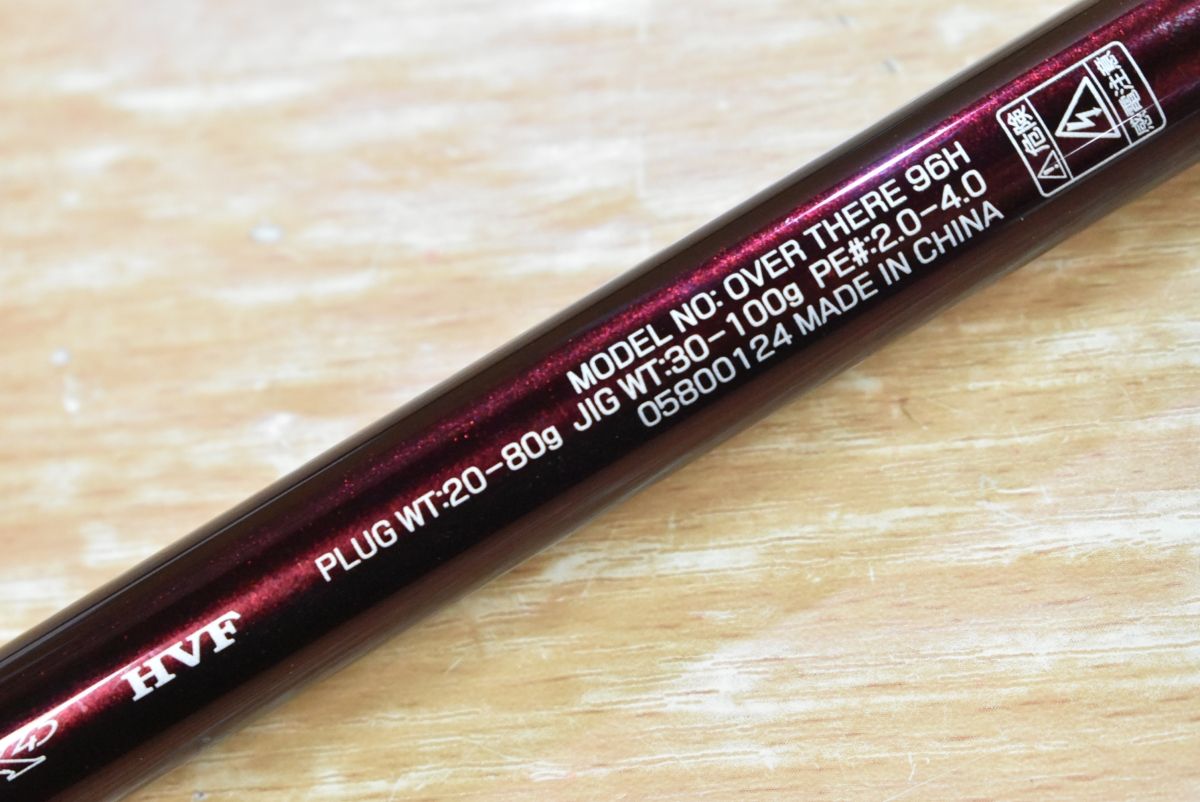 危険
感電注意
MODEL NO: OVER THERE 96H
PLUG WT:20-80g JIG WT:30-100g PE#:2.0-4.0
05800124 MADE IN CHINA
HVF